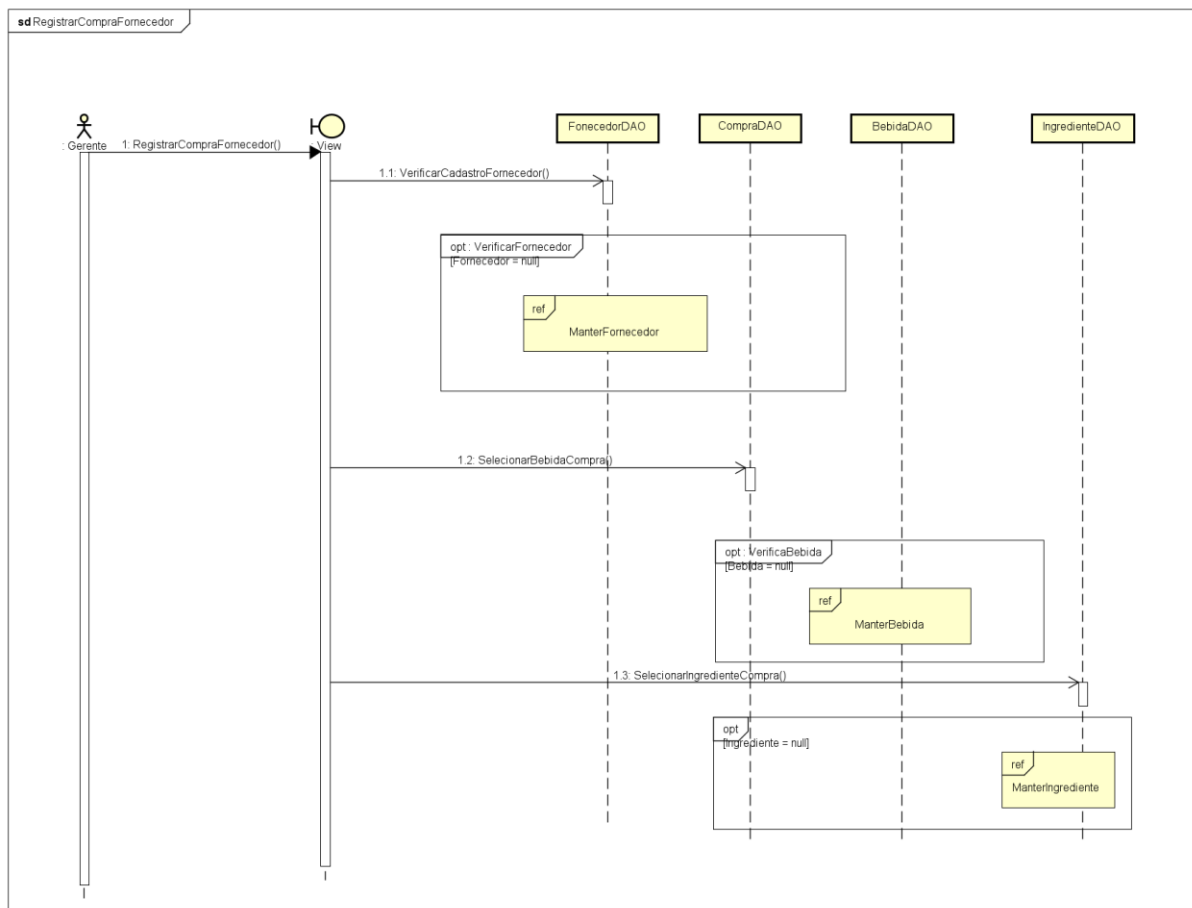 sd RegistrarCompraFornecedor
FonecedorDAO
CompraDAO
BebidaDAO
IngredienteDAO
: Gerente
1: RegistrarCompraFornecedor()
View
1.1: VerificarCadastroFornecedor()
opt : VerificarFornecedor
[Fornecedor = null]
ref
ManterFornecedor
1.2: SelecionarBebidaCompra()
opt : VerificaBebida
[Bebida = null]
ref
ManterBebida
1.3: SelecionarIngredienteCompra()
opt
[Ingrediente = null]
ref
ManterIngrediente